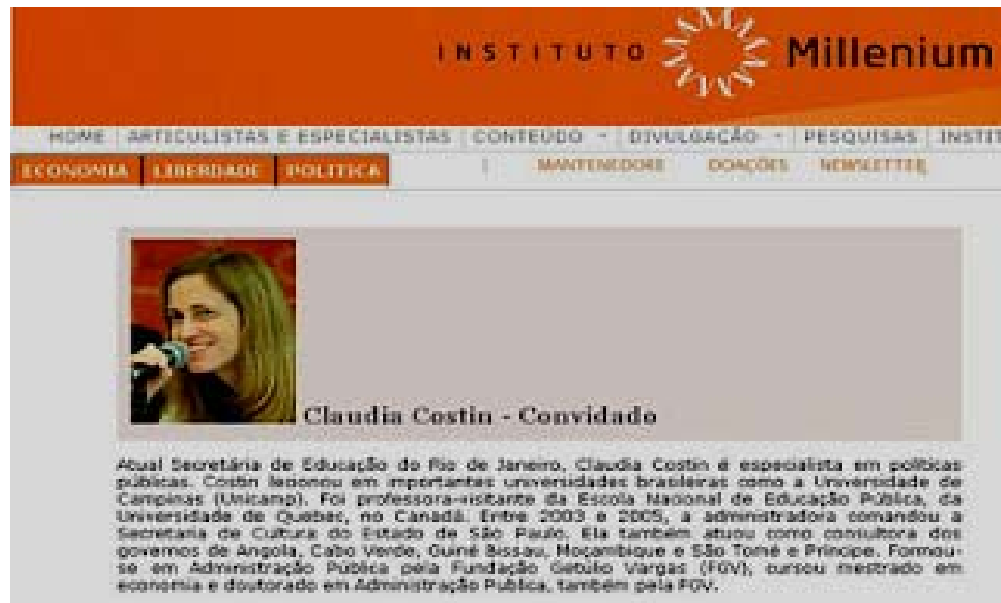 INSTITUTO Millenium
HOME ARTICULISTAS E ESPECIALISTAS CONTEÚDO DIVULGAÇÃO PESQUISAS INSTIT
ECONOMIA LIBERDADE POLITICA MANTENEDORE DOAÇÕES NEWSLETTER
Claudia Costin - Convidado
Atual Secretária de Educação do Rio de Janeiro, Claudia Costin é especialista em políticas
públicas. Costin lecionou em importantes universidades brasileiras como a Universidade de
Campinas (Unicamp). Foi professora-visitante da Escola Nacional de Educação Pública, da
Universidade de Quebec, no Canadá. Entre 2003 e 2005, a administradora comandou a
Secretaria de Cultura do Estado de São Paulo. Ela também atuou como consultora dos
governos de Angola, Cabo Verde, Guiné Bissau, Moçambique e São Tomé e Príncipe. Formou-
se em Administração Pública pela Fundação Getúlio Vargas (FGV), cursou mestrado em
economia e doutorado em Administração Pública, também pela FGV.